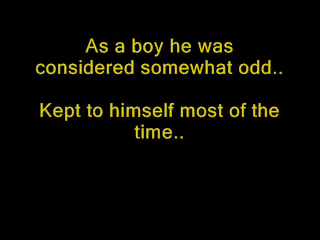 As a boy he was
considered somewhat odd..
Kept to himself most of the
time..